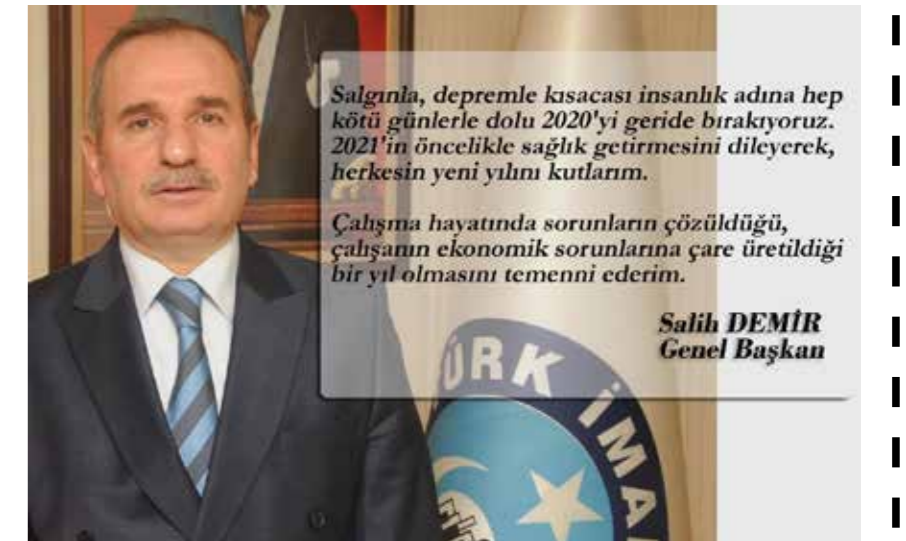 Salgınla, depremle kısacası insanlık adına hep
kötü günlerle dolu 2020'yi geride bırakıyoruz.
2021'in öncelikle sağlık getirmesini dileyerek,
herkesin yeni yılını kutlarım.
Çalışma hayatında sorunların çözüldüğü,
çalışanın ekonomik sorunlarına çare üretildiği
bir yıl olmasını temenni ederim.
Salih DEMİR
Genel Başkan
ÜRK İMA